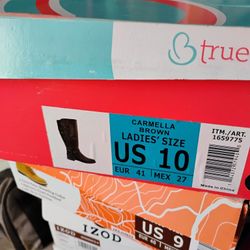 B true
CARMELLA
BROWN
LADIES' SIZE
US 10
EUR 41 MEX 27
ITM./ART.
1659775
Made in China
IZOD
IZOD
US 9